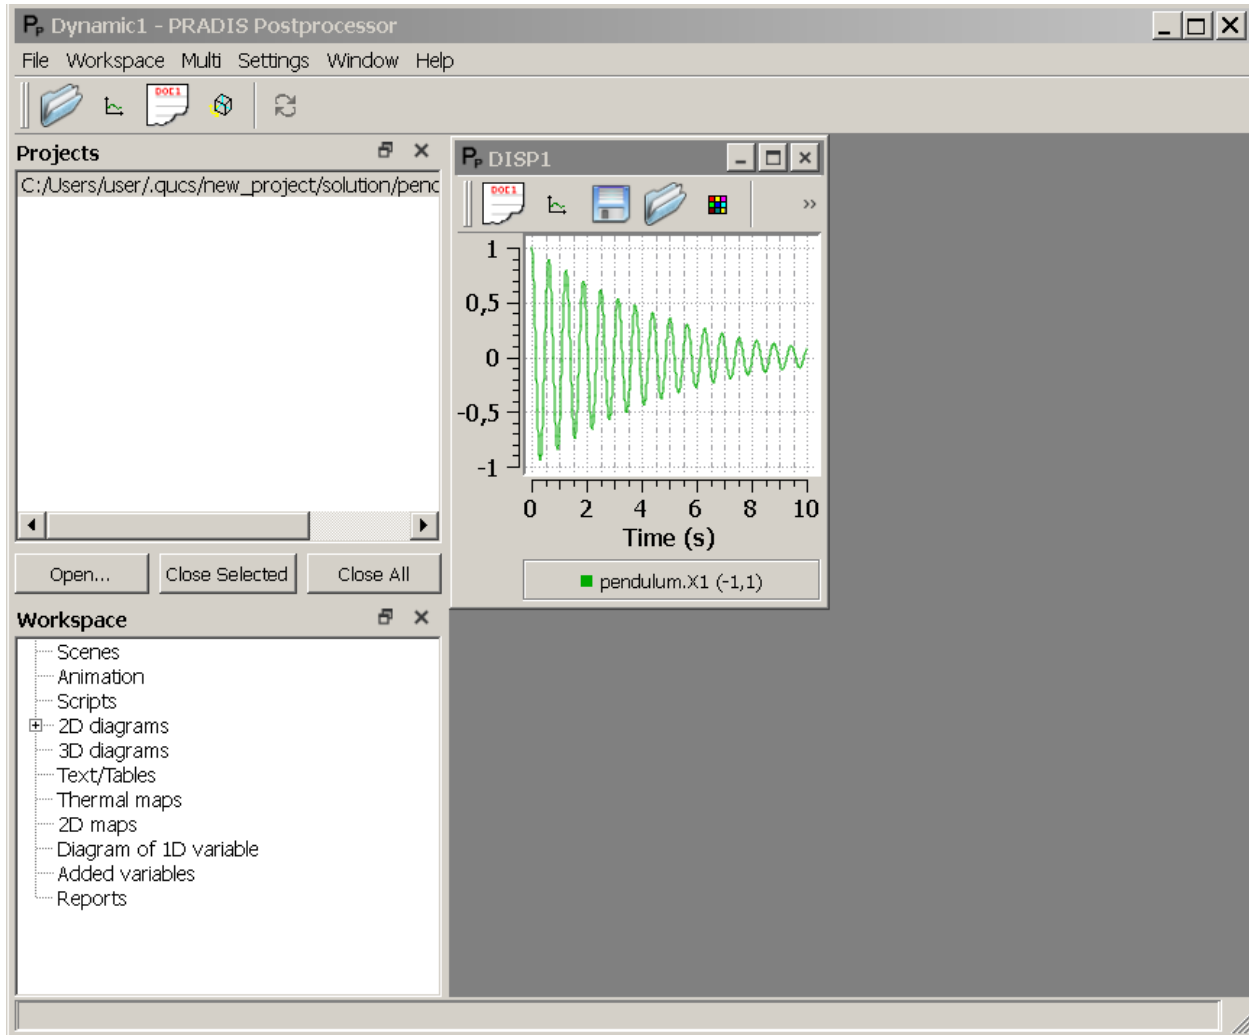 Pp Dynamic1 - PRADIS Postprocessor
File Workspace Multi Settings Window Help
DOC1
Projects
C:/Users/user/.qucs/new_project/solution/penc
Open... Close Selected Close All
Workspace
Scenes
Animation
Scripts
2D diagrams
3D diagrams
Text/Tables
Thermal maps
2D maps
Diagram of 1D variable
Added variables
Reports
Pp DISP1
DOC1 »
1
0,5
0
-0,5
-1
0 2 4 6 8 10
Time (s)
pendulum.X1 (-1,1)